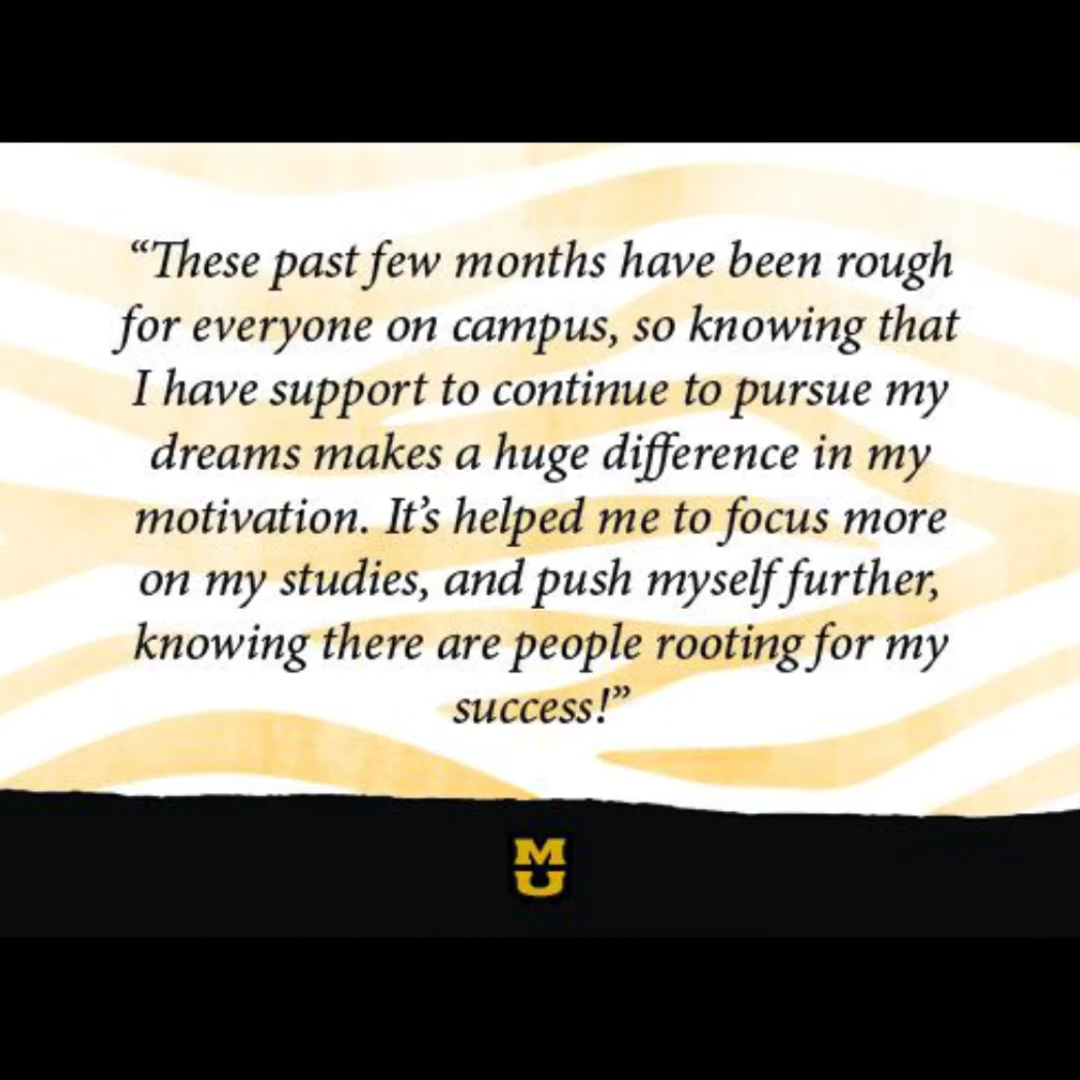 “These past few months have been rough
for everyone on campus, so knowing that
I have support to continue to pursue my
dreams makes a huge difference in my
motivation. It’s helped me to focus more
on my studies, and push myself further,
knowing there are people rooting for my
success!”
M
U